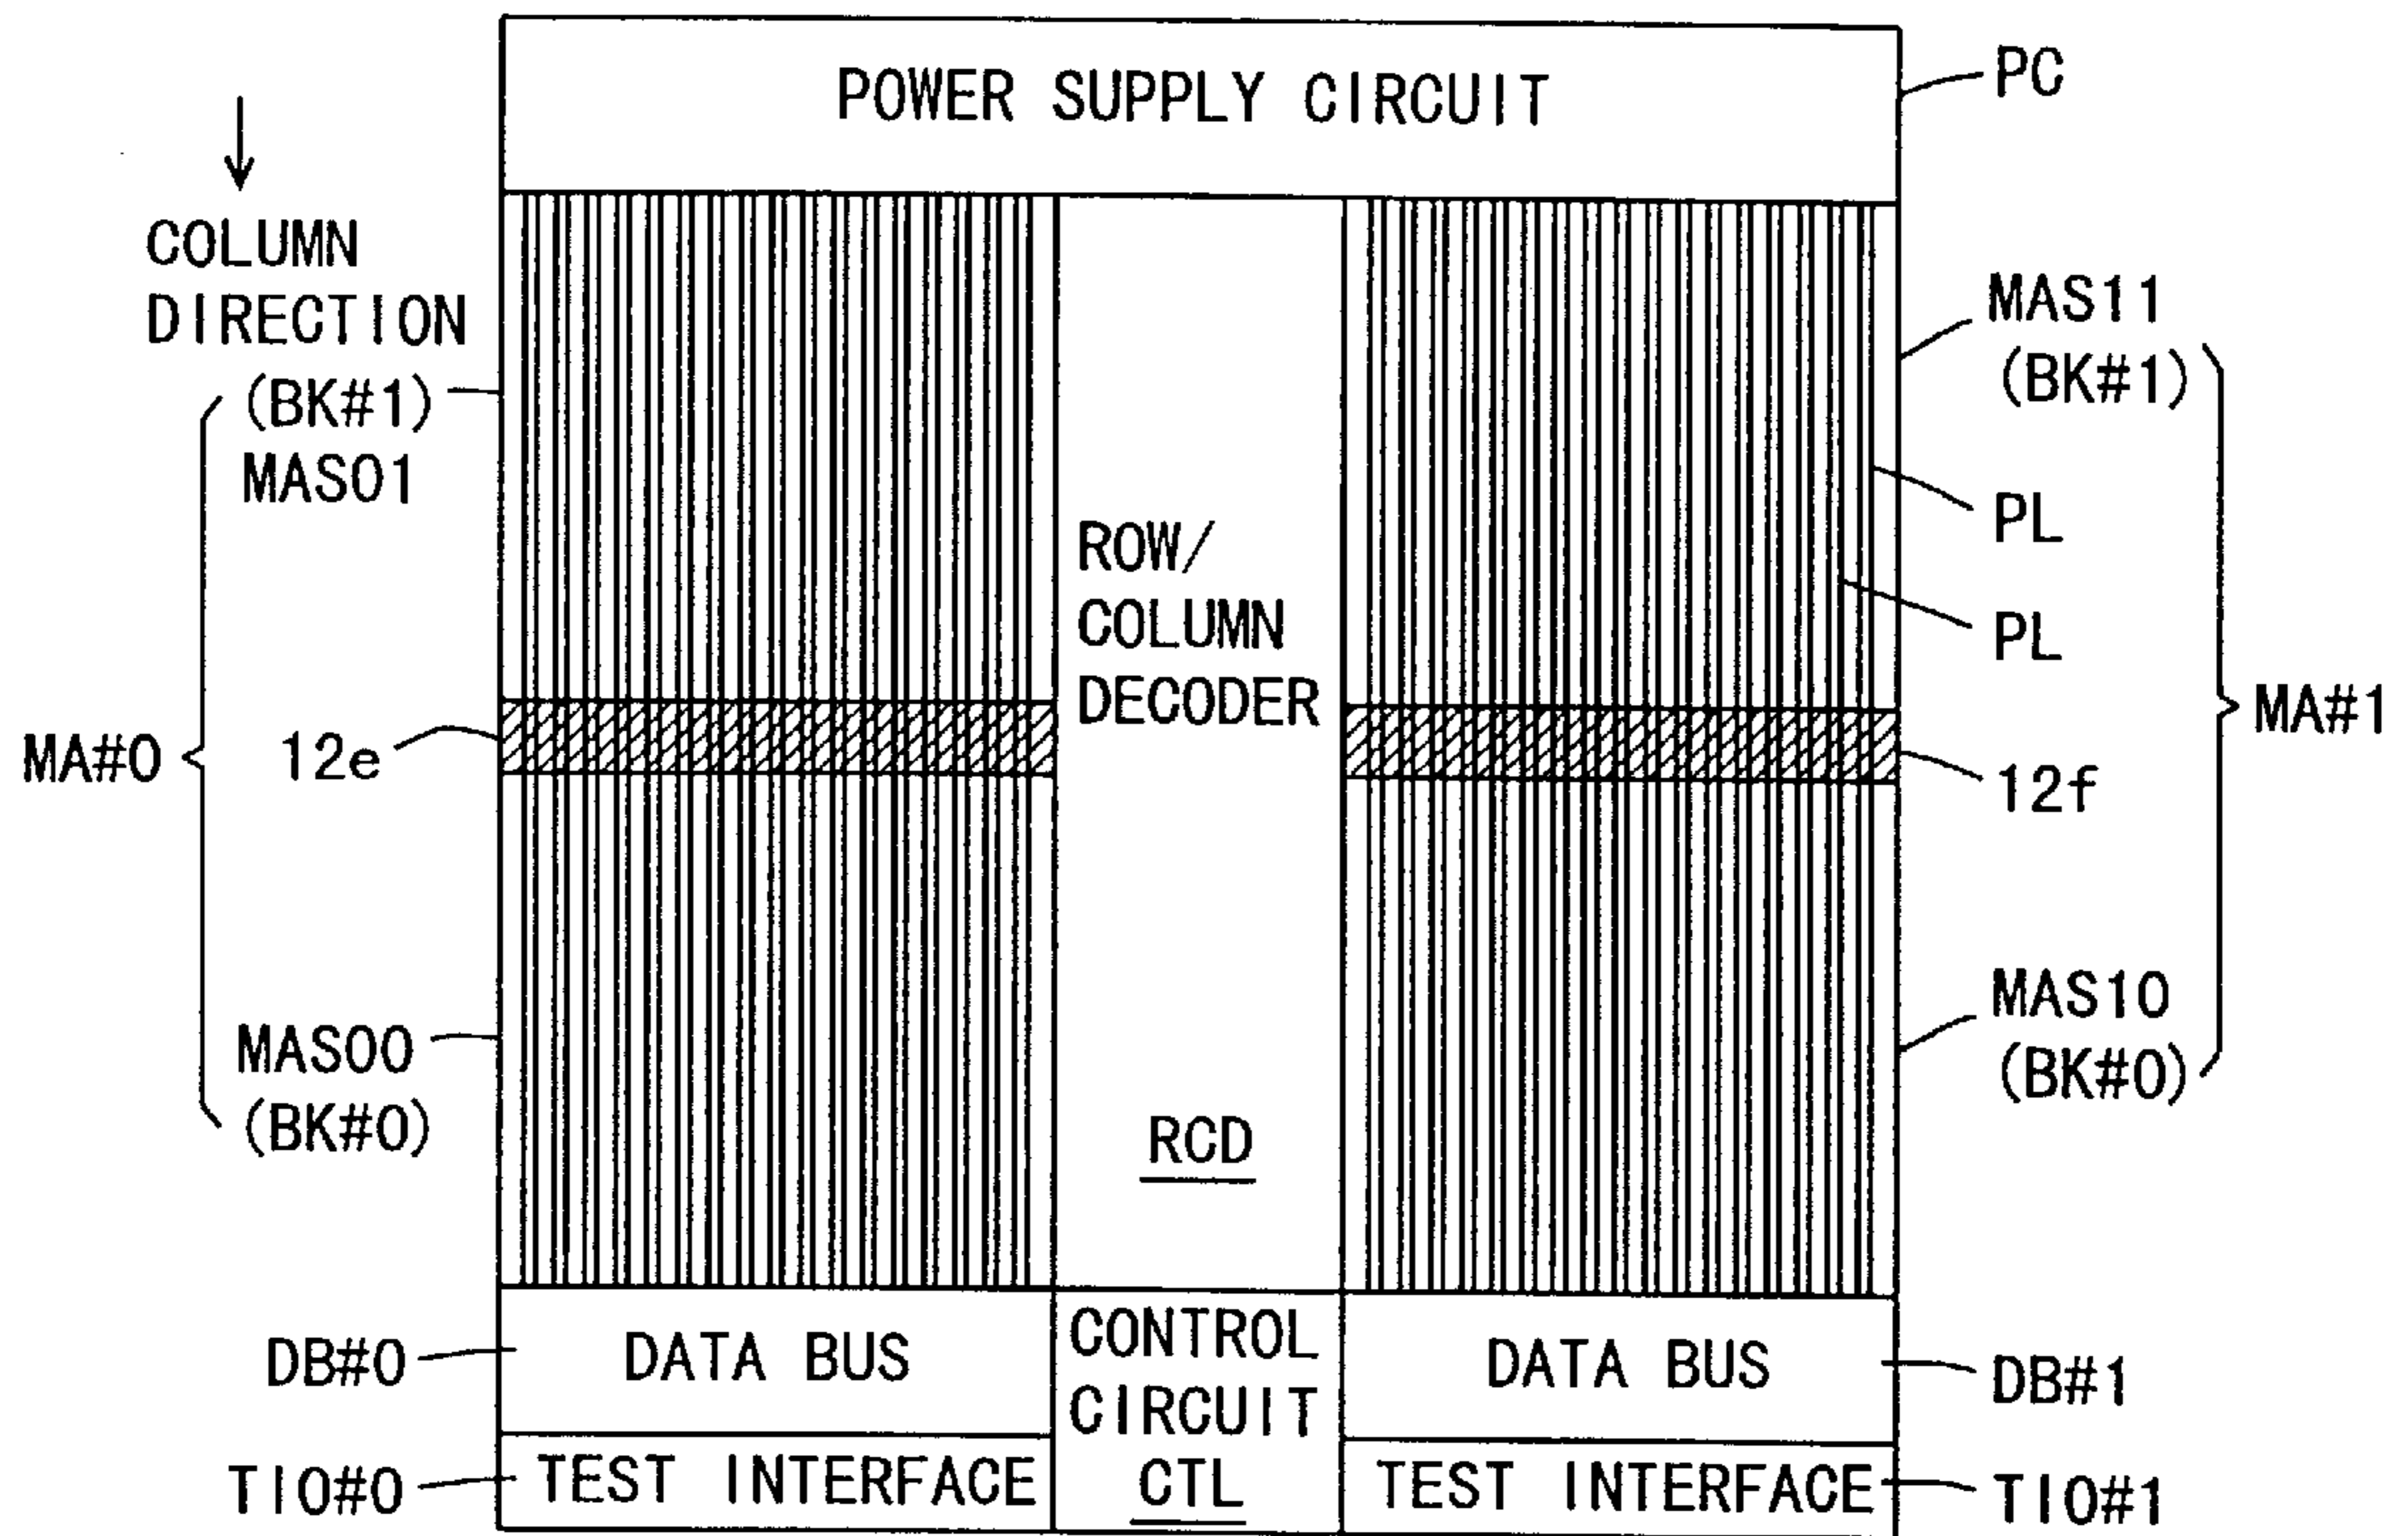 POWER SUPPLY CIRCUIT
PC
COLUMN
DIRECTION
(BK#1)
MAS01
MAS11
(BK#1)
PL
PL
ROW/
COLUMN
DECODER
MA#0
12e
MA#1
12f
MAS00
(BK#0)
MAS10
(BK#0)
RCD
DB#0
DATA BUS
CONTROL
CIRCUIT
CTL
DATA BUS
DB#1
TIO#0
TEST INTERFACE
TEST INTERFACE
TIO#1